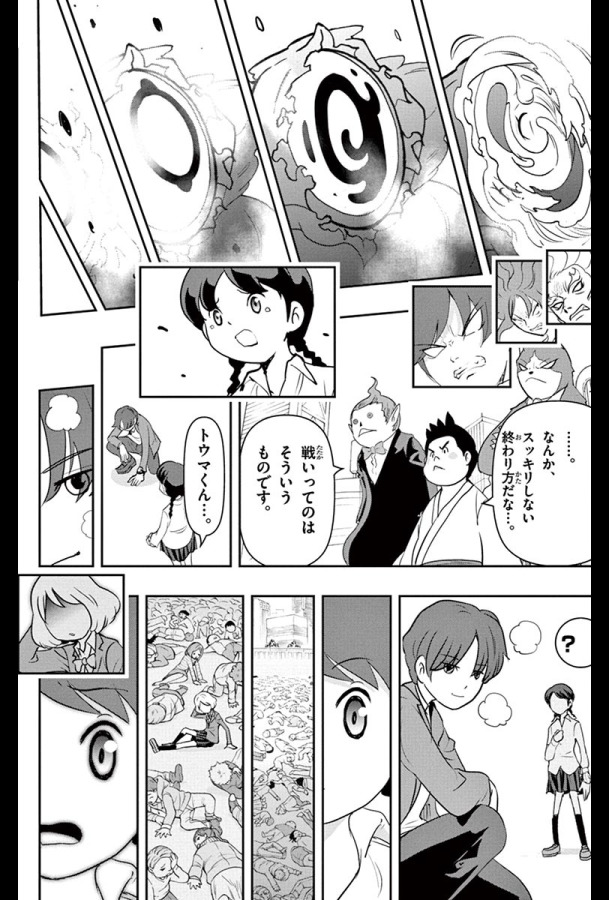 ……。
なんか、
スッキリしない
終わり方だな…。
戦いってのは
そういう
ものです。
トウマくん…。
?